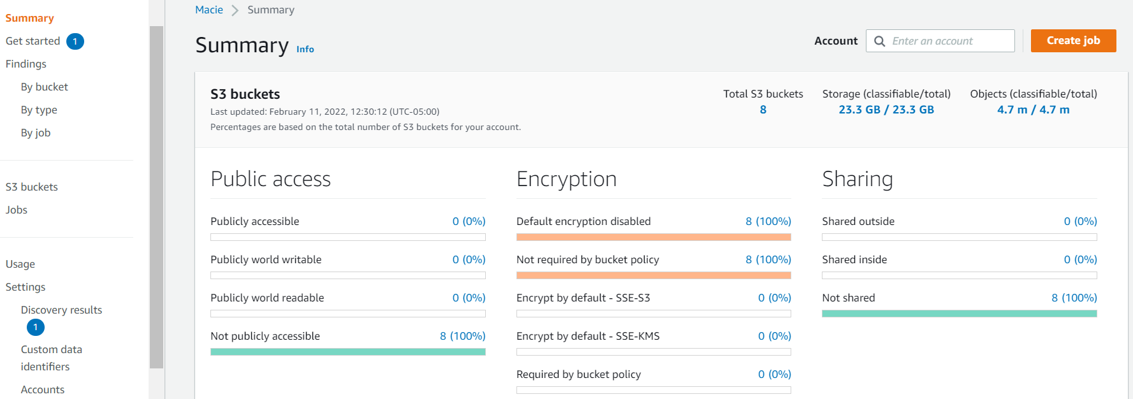 Summary
Get started 1
Findings
By bucket
By type
By job
S3 buckets
Jobs
Usage
Settings
Discovery results
1
Custom data
identifiers
Accounts
Macie > Summary
Summary Info
Account Enter an account Create job
S3 buckets
Last updated: February 11, 2022, 12:30:12 (UTC-05:00)
Percentages are based on the total number of S3 buckets for your account.
Total S3 buckets
8
Storage (classifiable/total)
23.3 GB / 23.3 GB
Objects (classifiable/total)
4.7 m / 4.7 m
Public access
Publicly accessible 0 (0%)
Publicly world writable 0 (0%)
Publicly world readable 0 (0%)
Not publicly accessible 8 (100%)
Encryption
Default encryption disabled 8 (100%)
Not required by bucket policy 8 (100%)
Encrypt by default - SSE-S3 0 (0%)
Encrypt by default - SSE-KMS 0 (0%)
Required by bucket policy 0 (0%)
Sharing
Shared outside 0 (0%)
Shared inside 0 (0%)
Not shared 8 (100%)